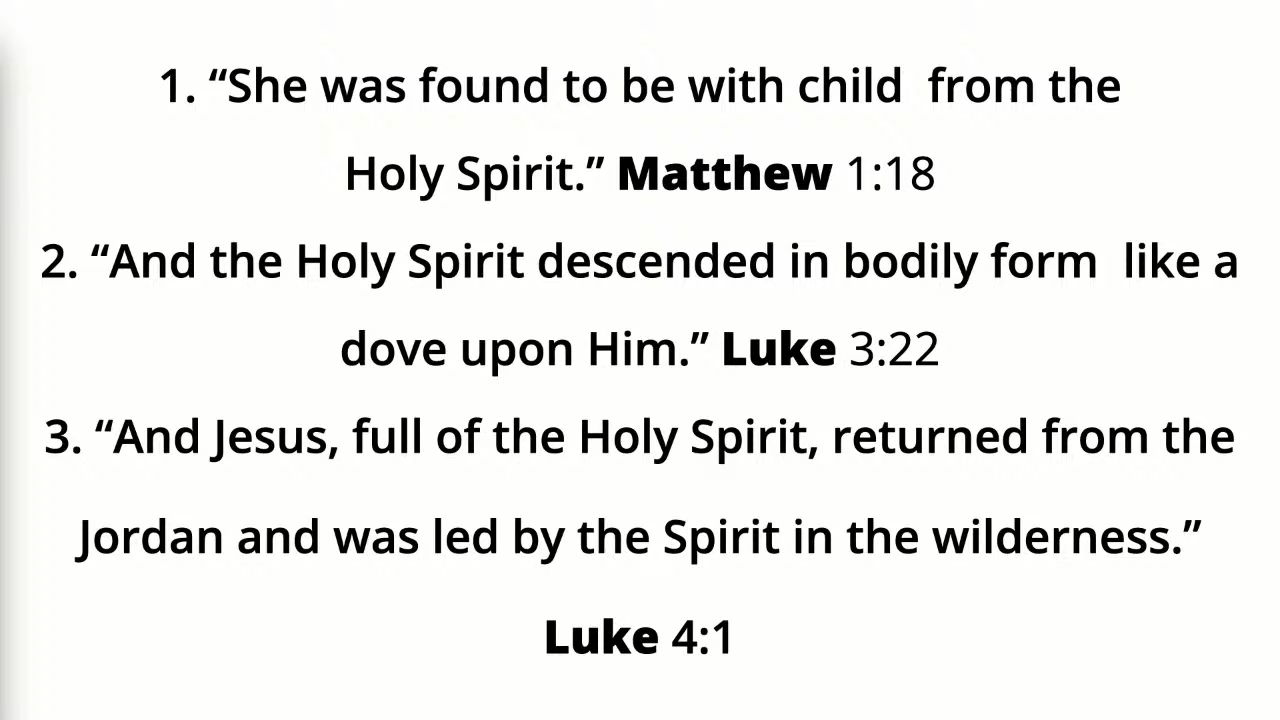 1. “She was found to be with child  from the
Holy Spirit.” Matthew 1:18
2. “And the Holy Spirit descended in bodily form  like a
dove upon Him.” Luke 3:22
3. “And Jesus, full of the Holy Spirit, returned from the
Jordan and was led by the Spirit in the wilderness.”
Luke 4:1